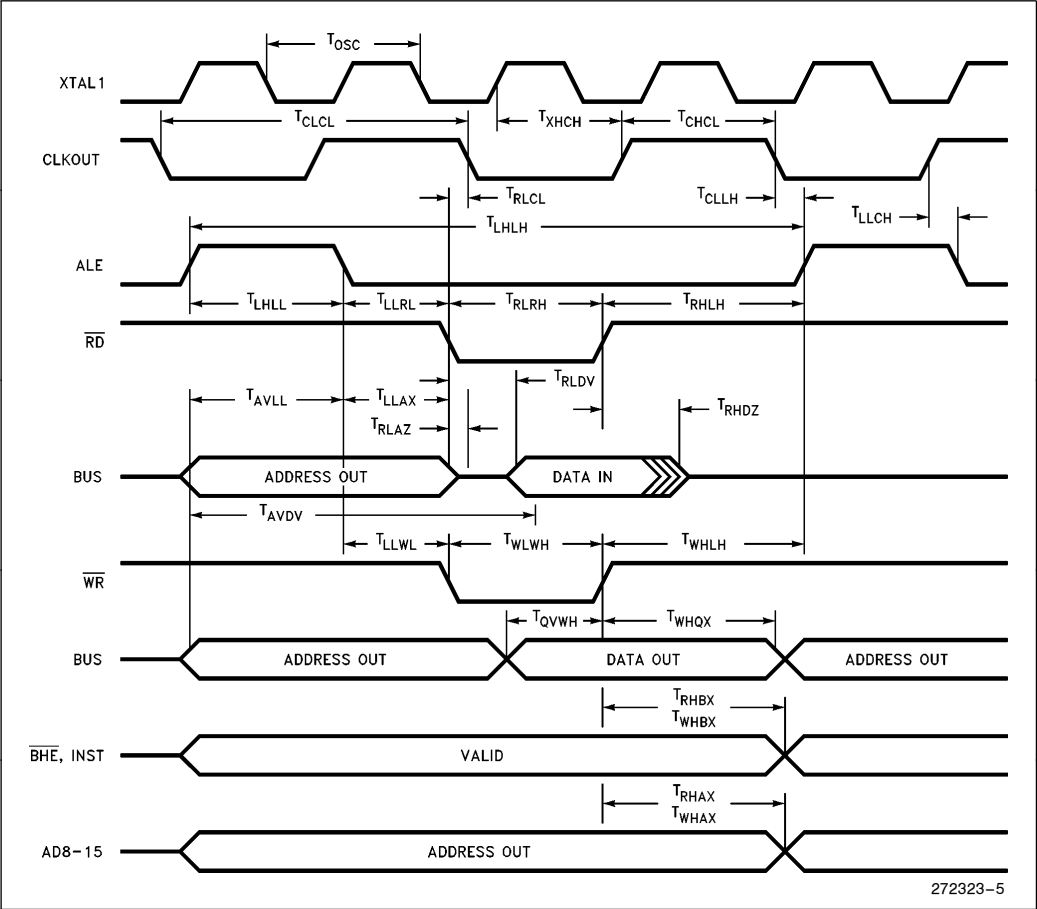 TOSC
XTAL1
TCLCL
TXHCH
TCHCL
CLKOUT
TRLCL
TCLLH
TLLCH
TLHLH
ALE
TLHLL
TLLRL
TRLRH
TRHLH
RD
TRLDV
TAVLL
TLLAX
TRHDZ
TRLAZ
BUS
ADDRESS OUT
DATA IN
TAVDV
TLLWL
TWLWH
TWHLH
WR
TQVWH
TWHQX
BUS
ADDRESS OUT
DATA OUT
ADDRESS OUT
TRHBX
TWHBX
BHE, INST
VALID
TRHAX
TWHAX
AD8-15
ADDRESS OUT
272323-5